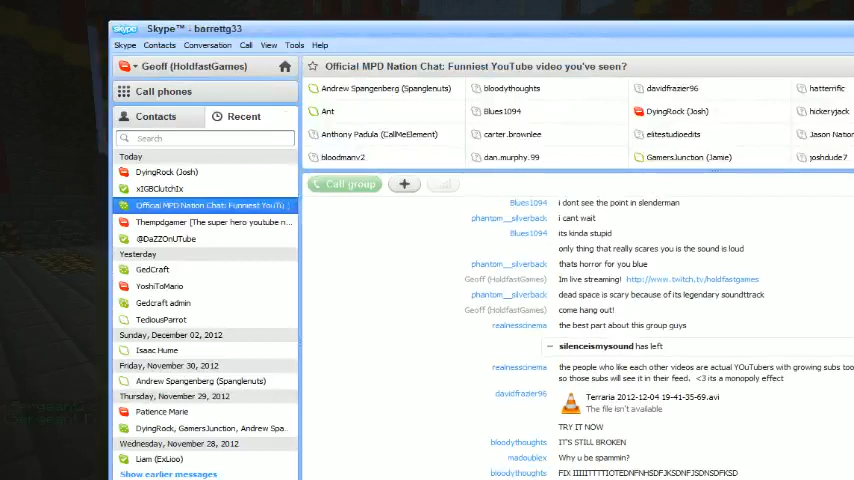 Skype™ - barrettg33
Skype Contacts Conversation Call View Tools Help
Geoff (HoldfastGames)
Official MPD Nation Chat: Funniest YouTube video you've seen?
Call phones
Andrew Spangenberg (Spanglenuts) bloodythoughts davidfrazier96 hatterrific
Contacts Recent
Ant Blues1094 DyingRock (Josh) hickeryjack
Search
Anthony Padula (CallMeElement) carter.brownlee elitestudioedits Jason Natio
Today
bloodmanv2 dan.murphy.99 GamersJunction (Jamie) joshdude7
DyingRock (Josh)
xIGBClutchIx
Call group
Official MPD Nation Chat: Funniest YouTu...
Blues1094 i dont see the point in slenderman
Thempdgamer [The super hero youtube n...
phantom__silverback i cant wait
@DaZZOnUTube
Blues1094 its kinda stupid
only thing that really scares you is the sound is loud
Yesterday
phantom__silverback thats horror for you blue
GedCraft
Geoff (HoldfastGames) Im live streaming! http://www.twitch.tv/holdfastgames
YoshiToMario
phantom__silverback dead space is scary because of its legendary soundttrack
Gedcraft admin
Geoff (HoldfastGames) come hang out!
TediousParrot
realnesscinema the best part about this group guys
Sunday, December 02, 2012
silenceismysound has left
Isaac Hume
Friday, November 30, 2012
realnesscinema the people who like each other videos are actual YouTubers with growing subs too
so those subs will see it in their feed, <3 its a monopoly effect
Andrew Spangenberg (Spanglenuts)
davidfrazier96 Terraria 2012-12-04 19-41-35-69.avi
Thursday, November 29, 2012
The file isn't available
Patience Marie
TRY IT NOW
DyingRock, GamersJunction, Andrew Spa...
bloodythoughts IT'S STILL BROKEN
Wednesday, November 28, 2012
madoublex Why u be spammin?
Liam (ExLioo)
bloodythoughts FIX IIIIIITTTTIOTEDNFNHSDFJKSDNFJSDNSDFKSD
Show earlier messages